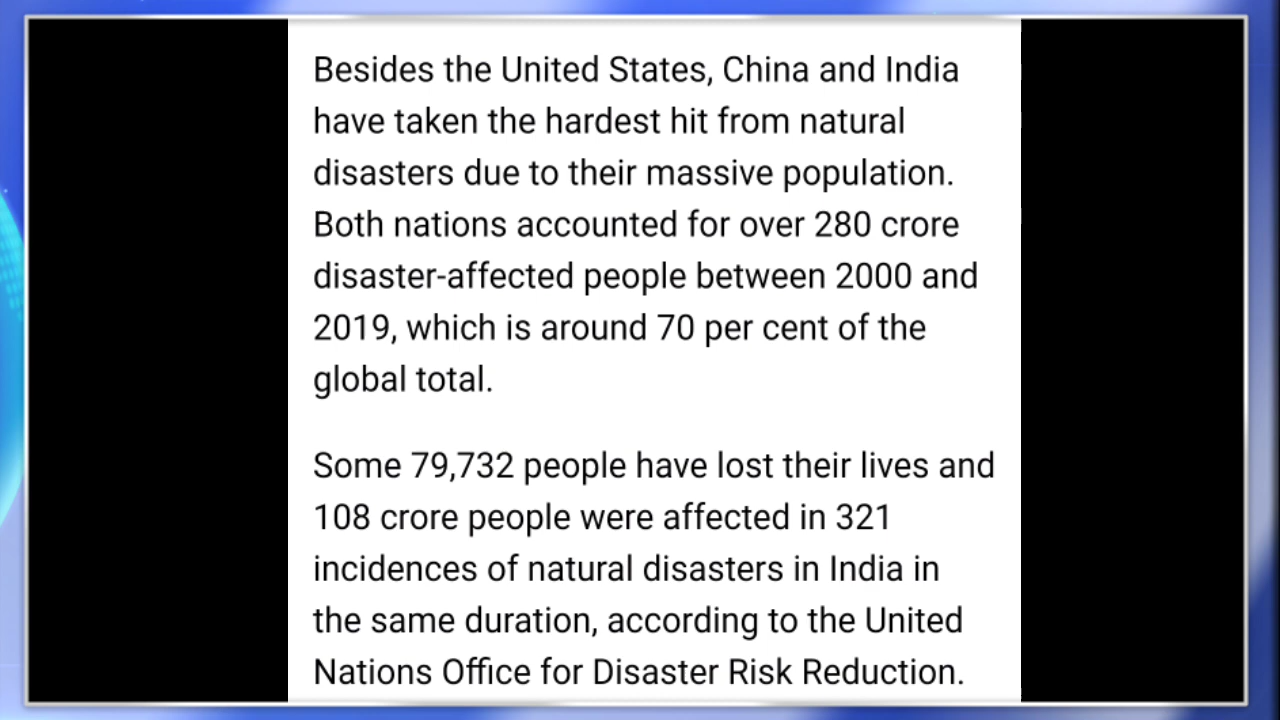 Besides the United States, China and India
have taken the hardest hit from natural
disasters due to their massive population.
Both nations accounted for over 280 crore
disaster-affected people between 2000 and
2019, which is around 70 per cent of the
global total.
Some 79,732 people have lost their lives and
108 crore people were affected in 321
incidences of natural disasters in India in
the same duration, according to the United
Nations Office for Disaster Risk Reduction.